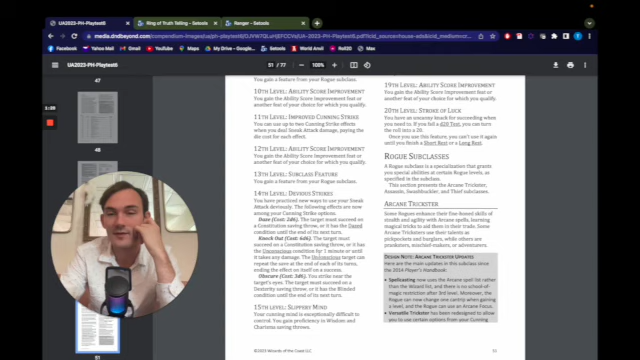 UA2023-PH-Playtest6
Ring of Truth Telling - 5etools
Ranger - 5etools
media.dndbeyond.com/compendium-images/ua/ph-playtest6/
Facebook
Yahoo Mail
Gmail
YouTube
Maps
My Drive - Google...
5etools
World Anvil
Roll20
MDL
UA2023-PH-Playtest6
51 / 77
100%
47
48
51
1:29
You gain a feature from your Rogue subclass.
10TH LEVEL: ABILITY SCORE IMPROVEMENT
You gain the Ability Score Improvement feat or
another feat of your choice for which you qualify.
11TH LEVEL: IMPROVED CUNNING STRIKE
You can use up to two Cunning Strike effects
when you deal Sneak Attack damage, paying the
die cost for each effect.
12TH LEVEL: ABILITY SCORE IMPROVEMENT
You gain the Ability Score Improvement feat or
another feat of your choice for which you qualify.
13TH LEVEL: SUBCLASS FEATURE
You gain a feature from your Rogue subclass.
14TH LEVEL: DEVIOUS STRIKES
You have practiced new ways to use your Sneak
Attack deviously. The following effects are now
among your Cunning Strike options.
Daze (Cost: 2d6). The target must succeed
on a Constitution saving throw, or it has the Dazed
condition until the end of its next turn.
Knock Out (Cost: 6d6). The target must
succeed on a Constitution saving throw, or it has
the Unconscious condition for 1 minute or until
it takes any damage. The Unconscious target can
repeat the save at the end of each of its turns,
ending the effect on itself on a success.
Obscure (Cost: 3d6). You strike near the
target's eyes. The target must succeed on a
Dexterity saving throw, or it has the Blinded
condition until the end of its next turn.
15TH LEVEL: SLIPPERY MIND
Your cunning mind is exceptionally difficult to
control. You gain proficiency in Wisdom and
Charisma saving throws.
©2023 Wizards of the Coast LLC
19TH LEVEL: ABILITY SCORE IMPROVEMENT
You gain the Ability Score Improvement feat or
another feat of your choice for which you qualify.
20TH LEVEL: STROKE OF LUCK
You have an uncanny knack for succeeding when
you need to. If you fail a d20 Test, you can turn
the roll into a 20.
Once you use this feature, you can't use it again
until you finish a Short Rest or a Long Rest.
ROGUE SUBCLASSES
A Rogue subclass is a specialization that grants
you special abilities at certain Rogue levels, as
specified in the subclass.
This section presents the Arcane Trickster,
Assassin, Swashbuckler, and Thief subclasses.
ARCANE TRICKSTER
Some Rogues enhance their fine-honed skills of
stealth and agility with Arcane spells, learning
magical tricks to aid them in their trade. Some
Arcane Tricksters use their talents as
pickpockets and burglars, while others are
pranksters, mischief-makers, or adventurers.
DESIGN NOTE: ARCANE TRICKSTER UPDATES
Here are the main updates in this subclass since
the 2014 Player's Handbook:
• Spellcasting now uses the Arcane spell list rather
than the Wizard list, and there is no school-of-
magic restriction after 3rd level. Moreover, the
Rogue can now change one cantrip when gaining
a level, and the Rogue can use an Arcane Focus.
• Versatile Trickster has been redesigned to allow
you to use certain options from your Cunning
51